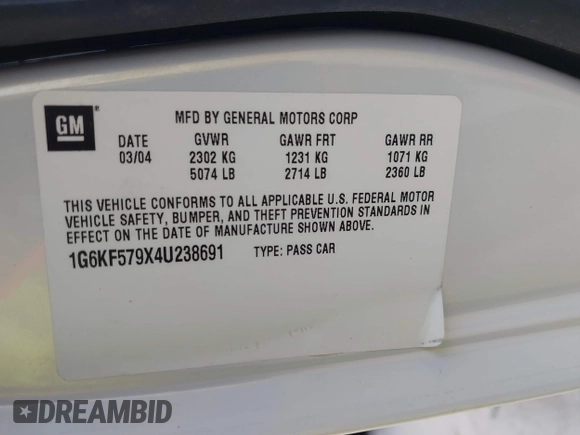 GM ®
MFD BY GENERAL MOTORS CORP
DATE GVWR GAWR FRT GAWR RR
03/04 2302 KG 1231 KG 1071 KG
5074 LB 2714 LB 2360 LB
THIS VEHICLE CONFORMS TO ALL APPLICABLE U.S. FEDERAL MOTOR
VEHICLE SAFETY, BUMPER, AND THEFT PREVENTION STANDARDS IN
EFFECT ON THE DATE OF MANUFACTURE SHOWN ABOVE.
1G6KF579X4U238691 TYPE: PASS CAR
DREAMBID